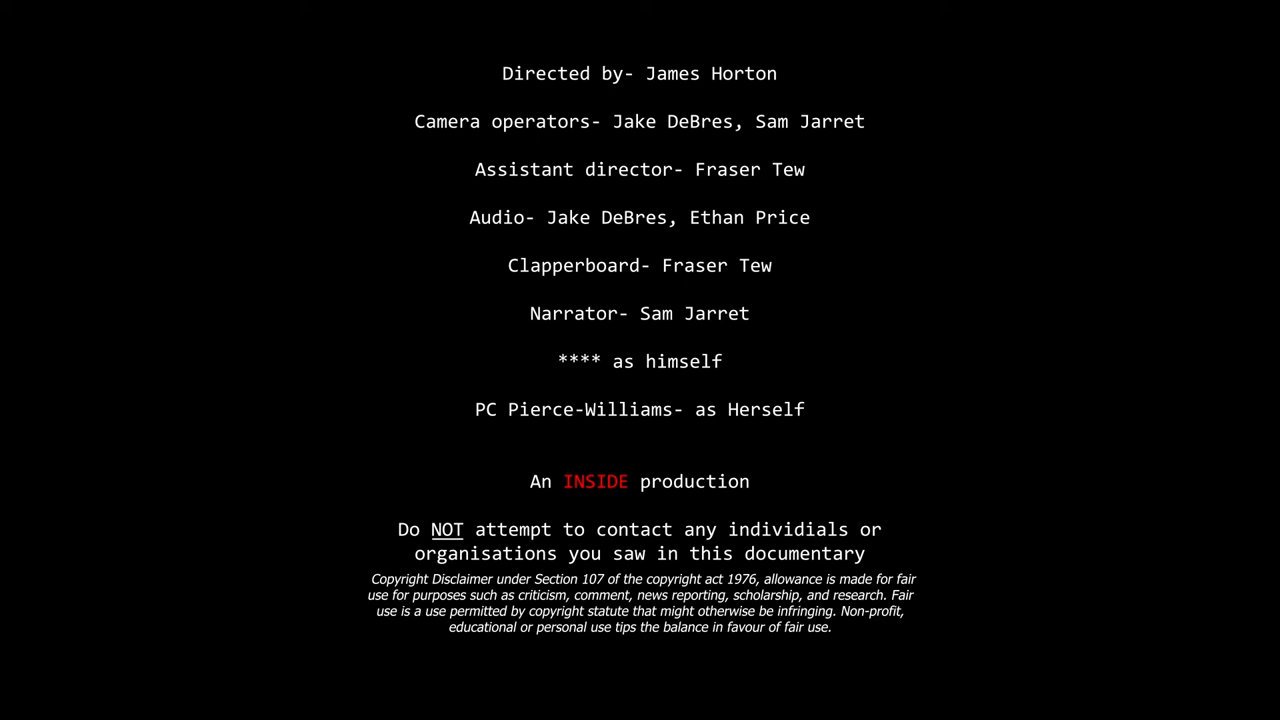 Directed by- James Horton
Camera operators- Jake DeBres, Sam Jarret
Assistant director- Fraser Tew
Audio- Jake DeBres, Ethan Price
Clapperboard- Fraser Tew
Narrator- Sam Jarret
**** as himself
PC Pierce-Williams- as Herself
An INSIDE production
Do NOT attempt to contact any individials or
organisations you saw in this documentary
Copyright Disclaimer under Section 107 of the copyright act 1976, allowance is made for fair
use for purposes such as criticism, comment, news reporting, scholarship, and research. Fair
use is a use permitted by copyright statute that might otherwise be infringing. Non-profit,
educational or personal use tips the balance in favour of fair use.